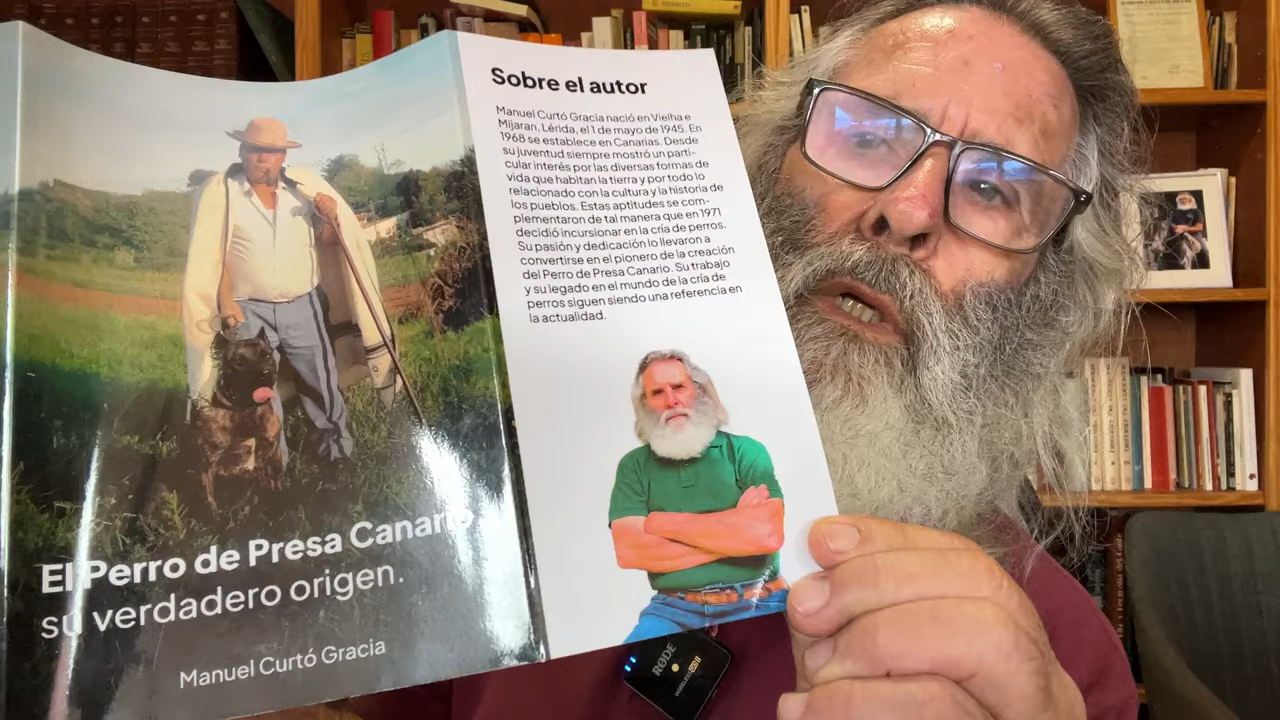 El Perro de Presa Canario
su verdadero origen.
Manuel Curtó Gracia
Sobre el autor
Manuel Curtó Gracia nació en Vielha e
Mijaran, Lérida, el 1 de mayo de 1945. En
1968 se establece en Canarias. Desde
su juventud siempre mostró un parti-
cular interés por las diversas formas de
vida que habitan la tierra y por todo lo
relacionado con la cultura y la historia de
los pueblos. Estas aptitudes se com-
plementaron de tal manera que en 1971
decidió incursionar en la cría de perros.
Su pasión y dedicación lo llevaron a
convertirse en el pionero de la creación
del Perro de Presa Canario. Su trabajo
y su legado en el mundo de la cría de
perros siguen siendo una referencia en
la actualidad.
RØDE